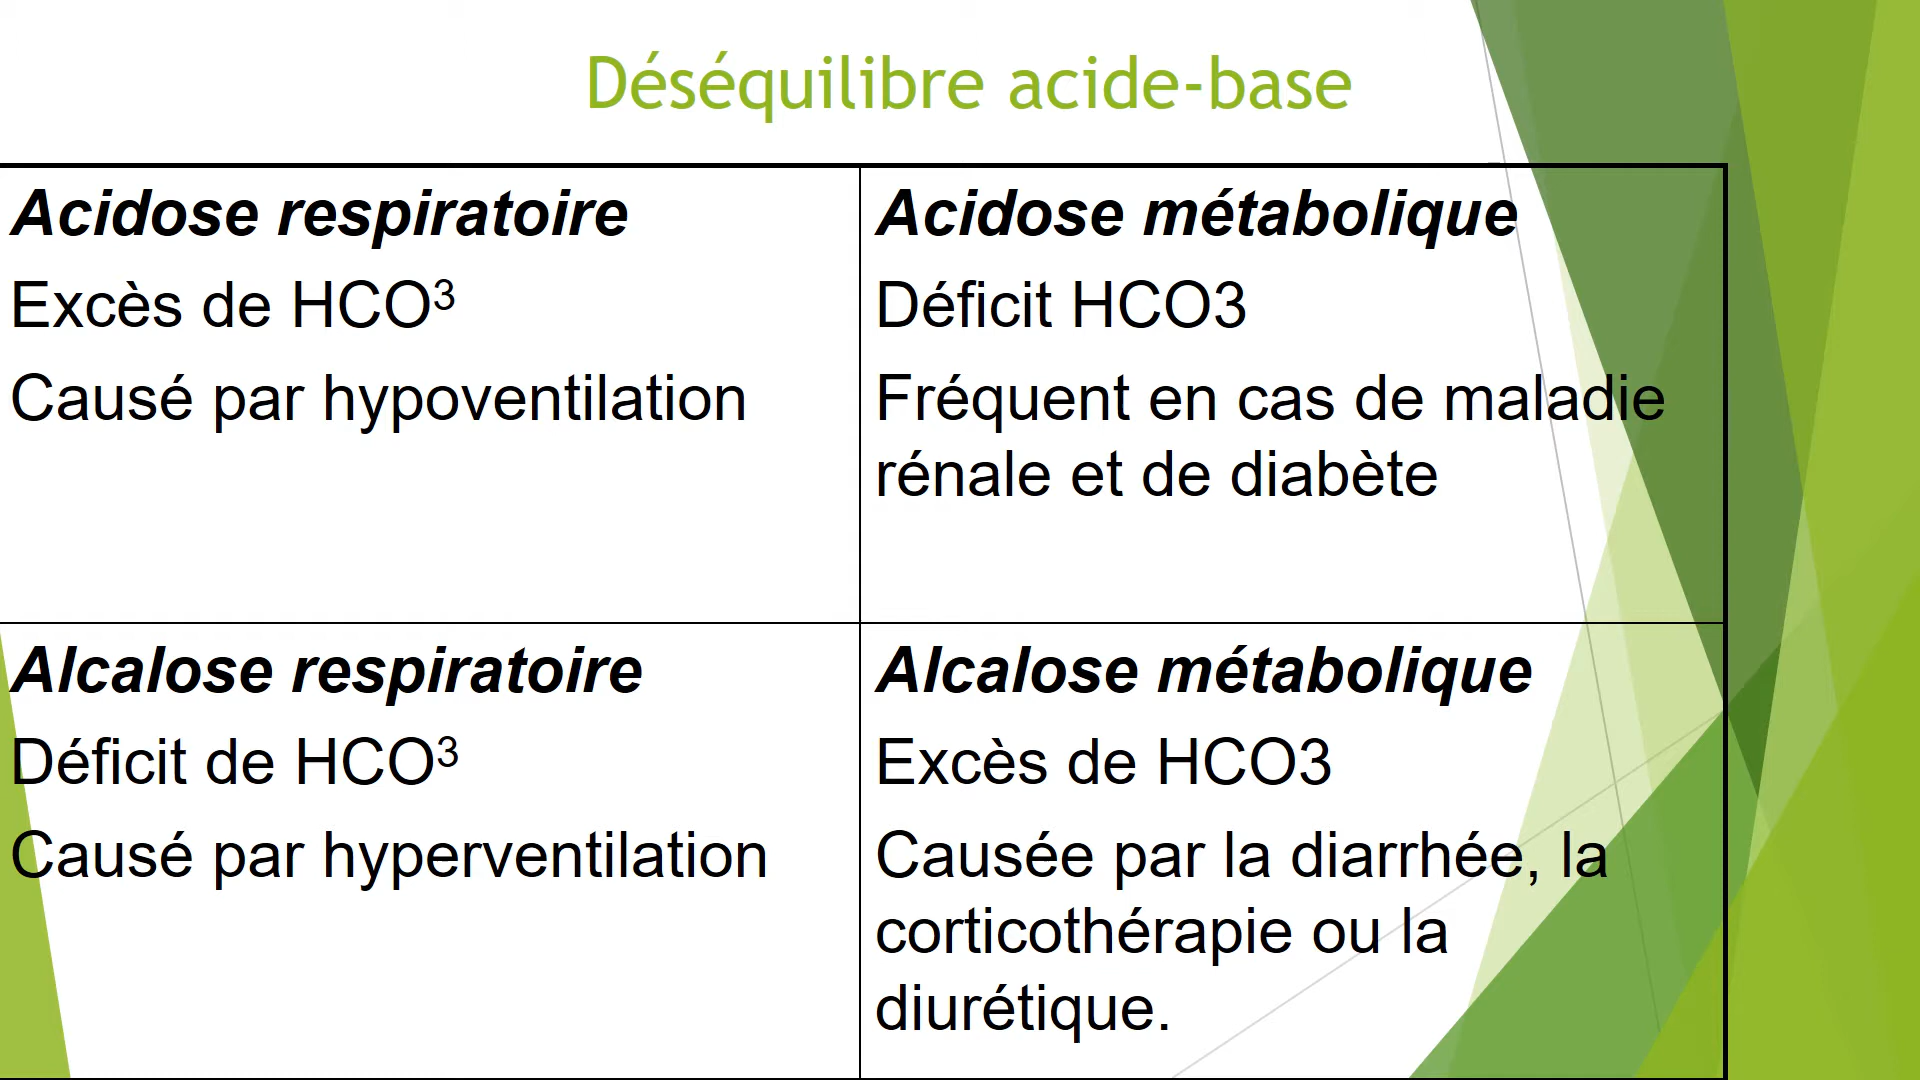 Déséquilibre acide-base
Acidose respiratoire
Excès de HCO³
Causé par hypoventilation
Acidose métabolique
Déficit HCO3
Fréquent en cas de maladie
rénale et de diabète
Alcalose respiratoire
Déficit de HCO³
Causé par hyperventilation
Alcalose métabolique
Excès de HCO3
Causée par la diarrhée, la
corticothérapie ou la
diurétique.